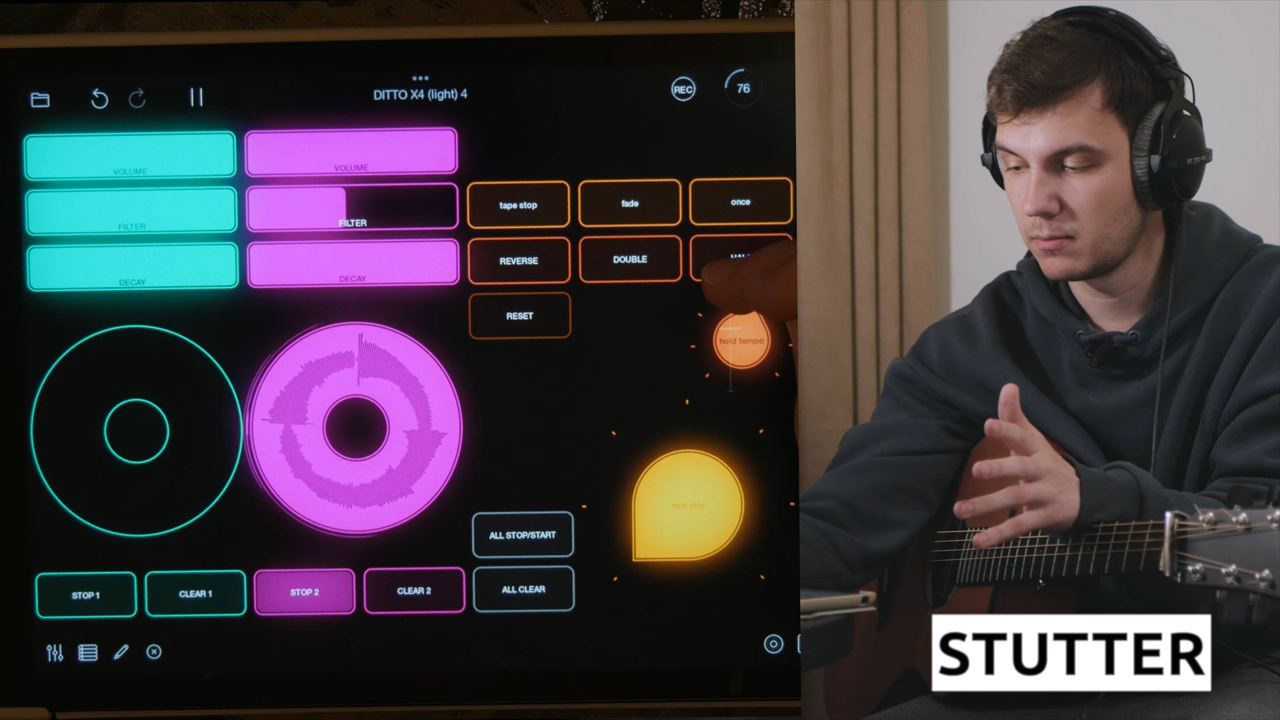 DITTO X4 (light) 4
REC
76
VOLUME
VOLUME
FILTER
FILTER
tape stop
fade
once
DECAY
DECAY
REVERSE
DOUBLE
RESET
hold tempo
ALL STOP/START
STOP 1
CLEAR 1
STOP 2
CLEAR 2
ALL CLEAR
STUTTER